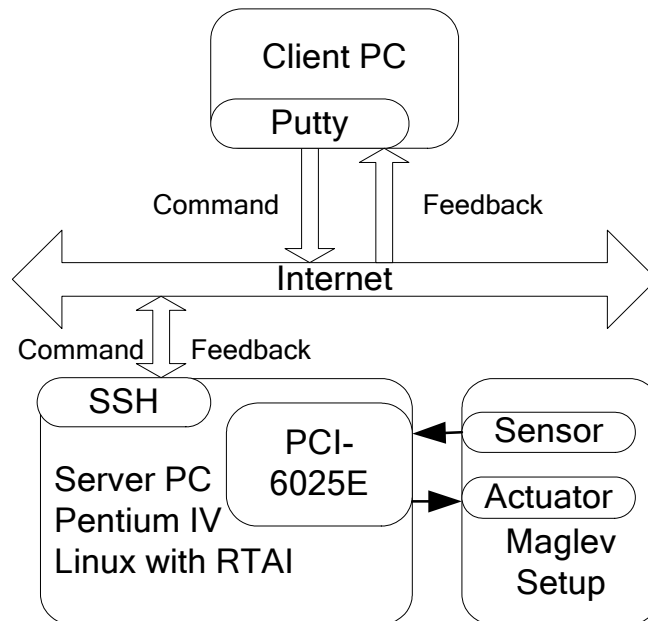 Client PC
Putty
Command
Feedback
Internet
Command
Feedback
SSH
PCI-
6025E
Server PC
Pentium IV
Linux with RTAI
Sensor
Actuator
Maglev
Setup